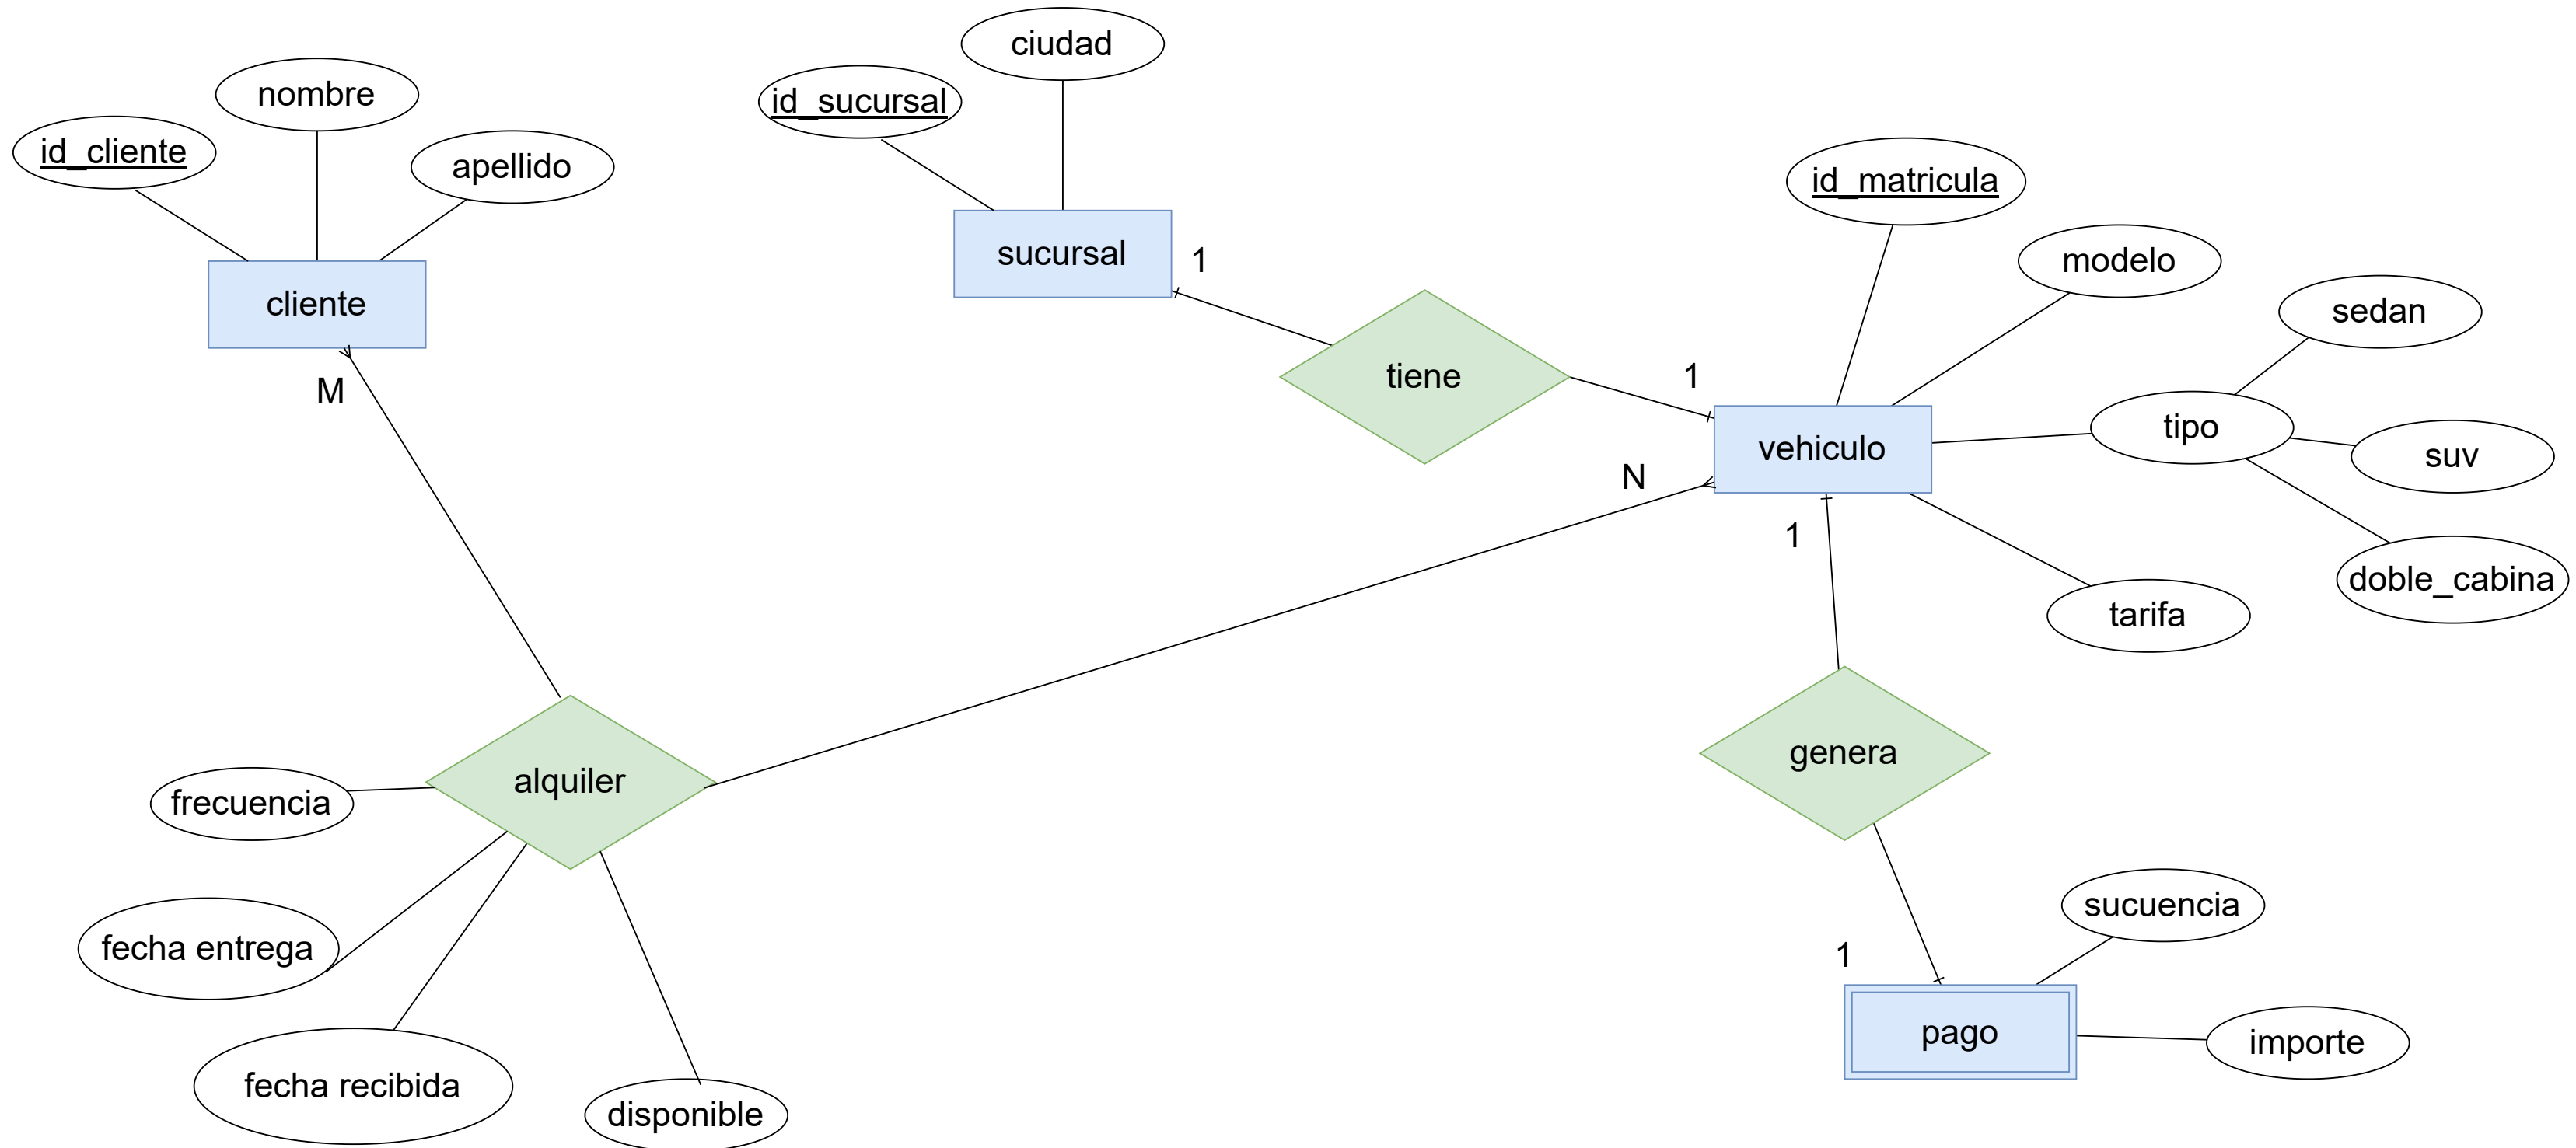 ciudad
nombre
id_sucursal
id_cliente
apellido
id_matricula
sucursal
1
modelo
cliente
sedan
tiene
1
M
tipo
vehiculo
suv
N
1
doble_cabina
tarifa
genera
alquiler
frecuencia
sucuencia
fecha entrega
1
pago
importe
fecha recibida
disponible